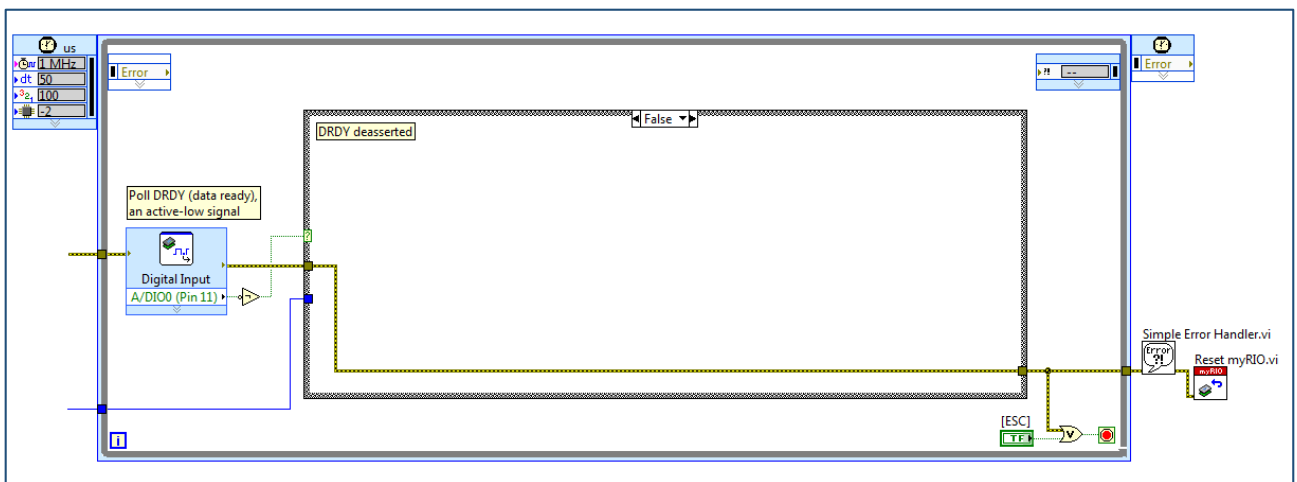 us
1 MHz
dt 50
100
-2
Error
?! --
Error
False
DRDY deasserted
Poll DRDY (data ready),
an active-low signal
Digital Input
A/DIO0 (Pin 11)
?
Simple Error Handler.vi
Error
?!
Reset myRIO.vi
myRIO
[ESC]
TF
V
i